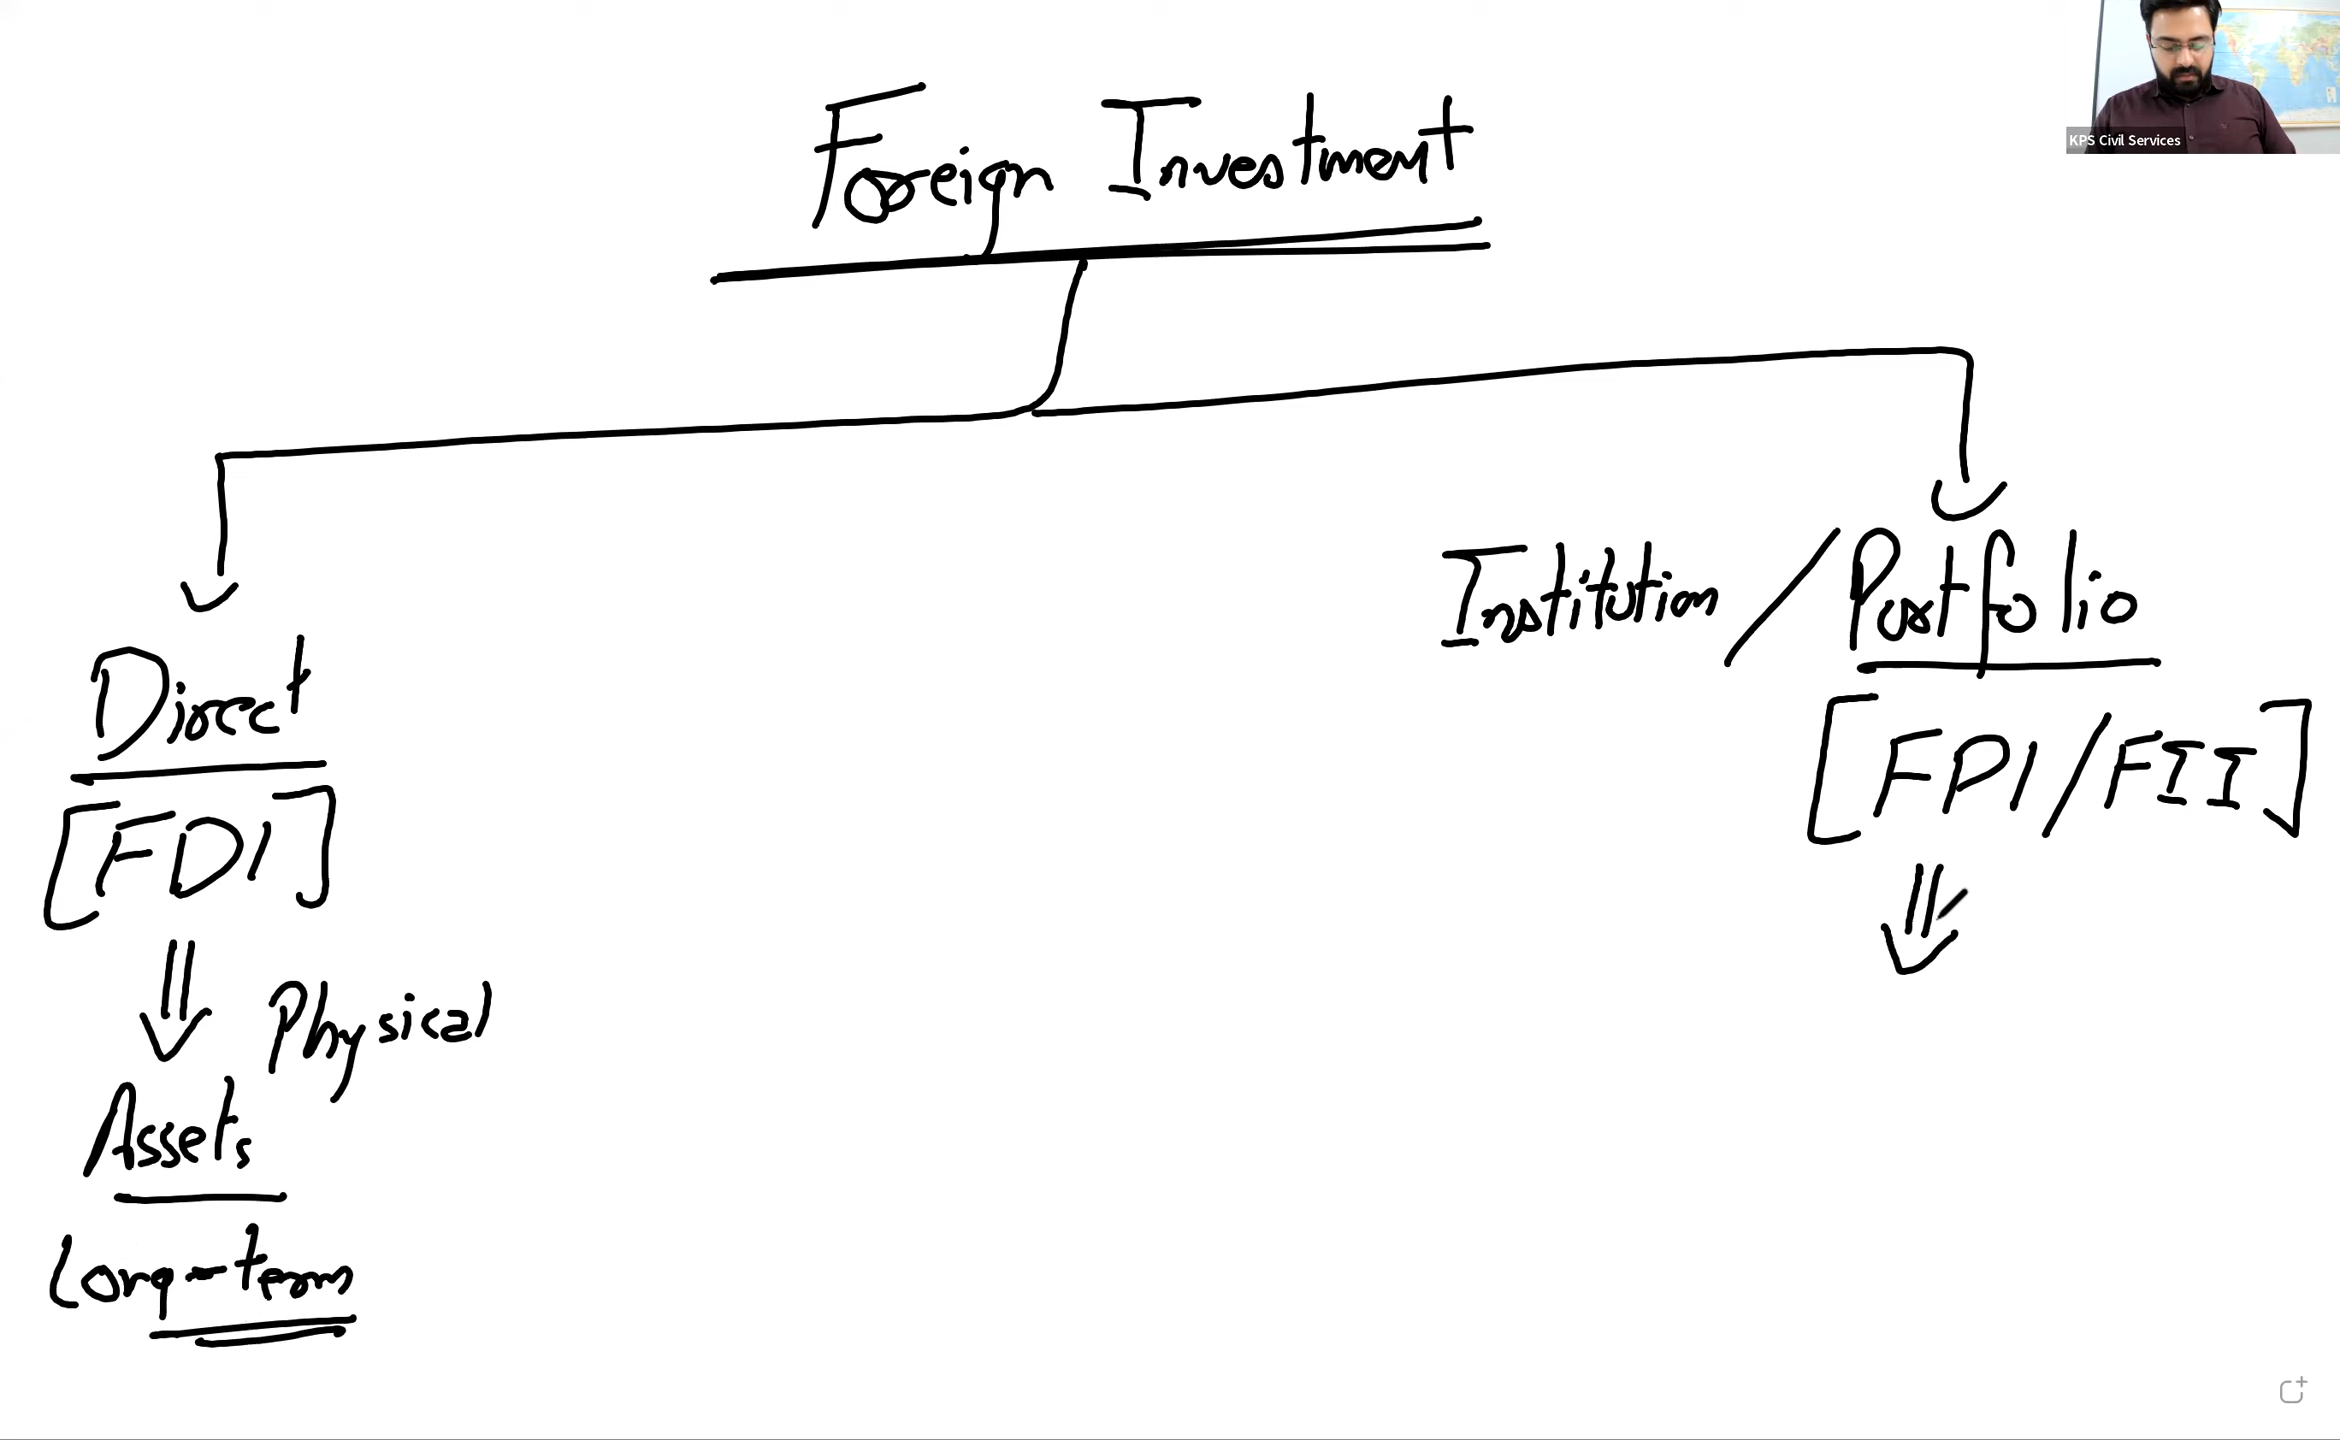 KPS Civil Services
Foreign Investment
Institution / Portfolio
Direct
[FPI/FII]
[FDI]
Physical
Assets
Long-term